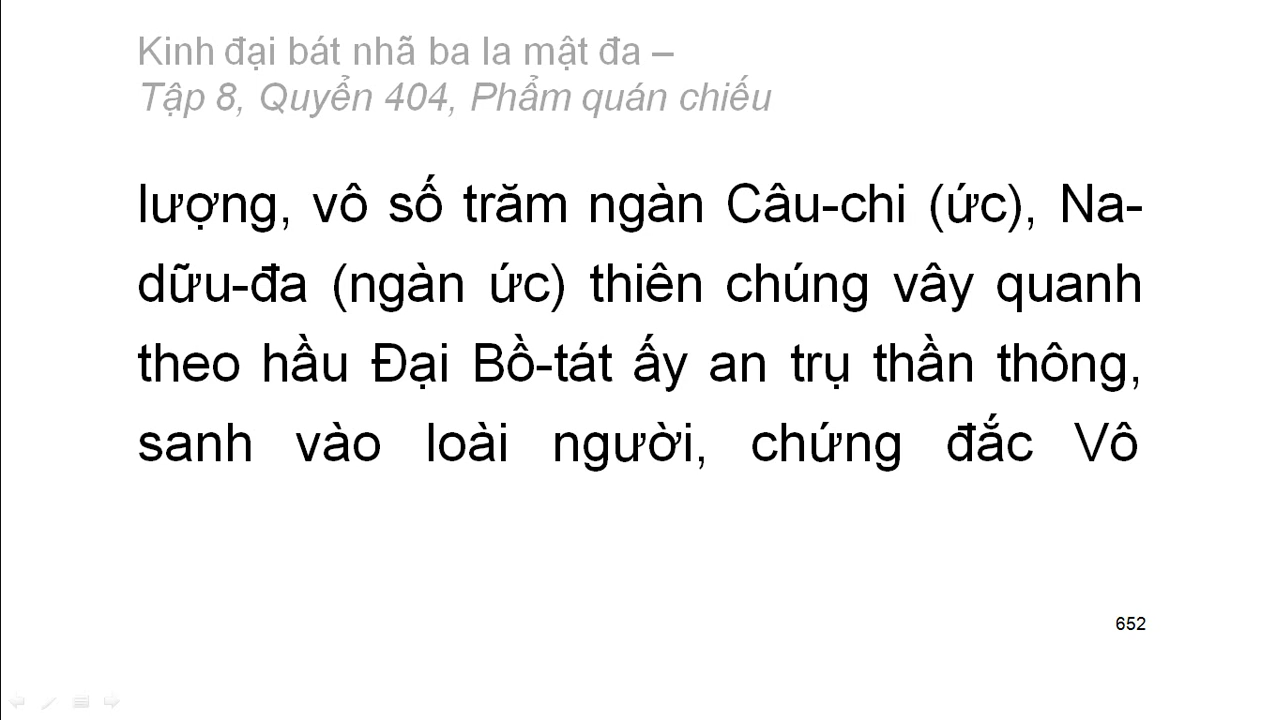 Kinh đại bát nhã ba la mật đa –
Tập 8, Quyển 404, Phẩm quán chiếu
lượng, vô số trăm ngàn Câu-chi (ức), Na-
dữu-đa (ngàn ức) thiên chúng vây quanh
theo hầu Đại Bồ-tát ấy an trụ thần thông,
sanh vào loài người, chứng đắc Vô
652